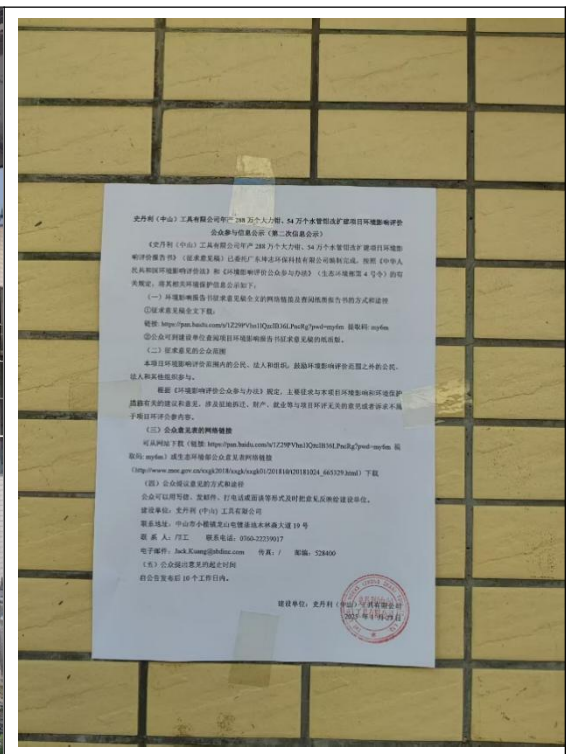 史丹利（中山）工具有限公司年产 288 万个大力钳、54 万个水管钳改扩建项目环境影响评价
公众参与信息公示（第二次信息公示）
《史丹利（中山）工具有限公司年产 288 万个大力钳、54 万个水管钳改扩建项目环境影
响评价报告书》（征求意见稿）已委托广东 环保科技有限公司编制完成，按照《中华人
民共和国环境影响评价法》和《环境影响评价公众参与办法》（生态环境部第 4 号令）的有
关规定，将其相关环境保护信息公示如下：
（一）环境影响报告书征求意见稿全文的网络链接及查阅纸质报告书的方式和途径
①征求意见稿全文下载：
链接: https://pan.baidu.com/s/ ?pwd=my6m 提取码: my6m
②公众可到建设单位查阅项目环境影响报告书征求意见稿的纸质版。
（二）征求意见的公众范围
本项目环境影响评价范围内的公民、法人和组织，鼓励环境影响评价范围之外的公民、
法人和其他组织参与。
根据《环境影响评价公众参与办法》规定，主要征求与本项目环境影响和环境保护
措施有关的建议和意见，涉及征地拆迁、财产、就业等与项目环评无关的意见或者诉求不属
于项目环评公参内容。
（三）公众意见表的网络链接
可从网址下载（链接: https://pan.baidu.com/s/ ?pwd=my6m 提
取码: my6m）或生态环境部公众意见表网络链接
（http://www.mee.gov.cn/xxgk2018/xxgk/xxgk01/201810/t20181024_665329.html）下载
（四）公众提出意见的方式和途径
公众可以用写信、发邮件、打电话或面谈等形式及时把意见反映给建设单位。
建设单位：史丹利（中山）工具有限公司
联系地址：中山市小榄镇龙山电镀基地木林森大道 19 号
联 系 人： 工 联系电话：0760-22239017
电子邮件：Jack.Kuang@sbdinc.com 传真：/ 邮编：528400
（五）公众提出意见的起止时间
自公告发布后 10 个工作日内。
建设单位：史丹利（中山）工具有限公司